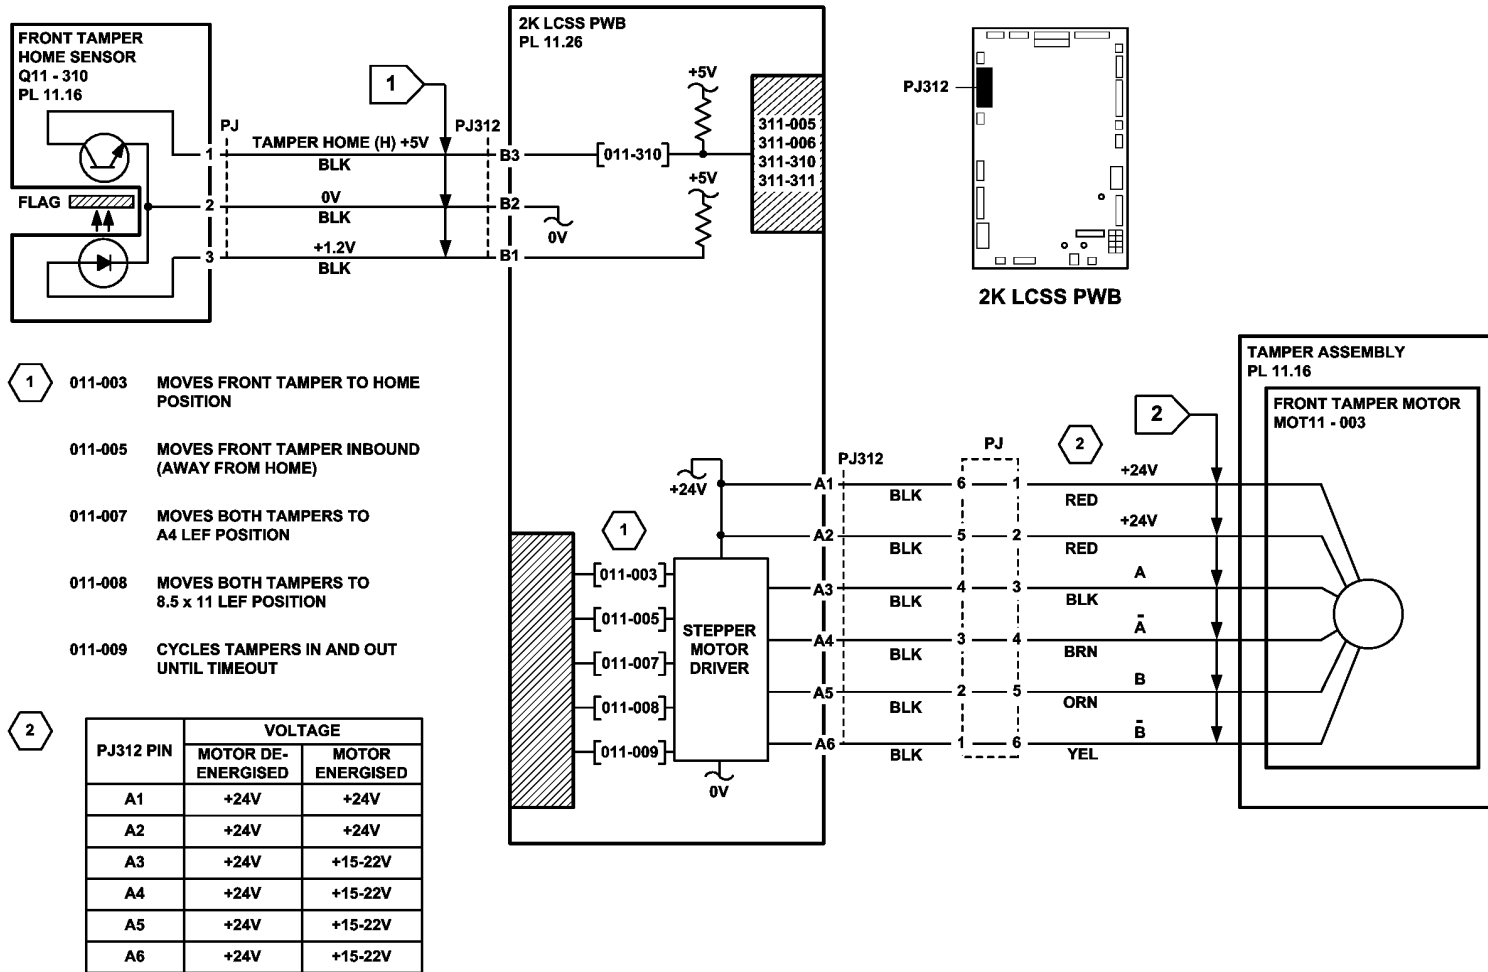 FRONT TAMPER
HOME SENSOR
Q11 - 310
PL 11.16
FLAG
PJ
1
2
3
TAMPER HOME (H) +5V
BLK
0V
BLK
+1.2V
BLK
1
PJ312
B3
B2
B1
2K LCSS PWB
PL 11.26
+5V
011-310
+5V
0V
311-005
311-006
311-310
311-311
PJ312
2K LCSS PWB
1
011-003 MOVES FRONT TAMPER TO HOME
POSITION
011-005 MOVES FRONT TAMPER INBOUND
(AWAY FROM HOME)
011-007 MOVES BOTH TAMPERS TO
A4 LEF POSITION
011-008 MOVES BOTH TAMPERS TO
8.5 x 11 LEF POSITION
011-009 CYCLES TAMPERS IN AND OUT
UNTIL TIMEOUT
1
011-003
011-005
011-007
011-008
011-009
+24V
STEPPER
MOTOR
DRIVER
0V
PJ312
A1
A2
A3
A4
A5
A6
BLK
BLK
BLK
BLK
BLK
BLK
PJ
6 1
5 2
4 3
3 4
2 5
1 6
2
+24V
RED
+24V
RED
A
BLK
A̅
BRN
B
ORN
B̅
YEL
2
TAMPER ASSEMBLY
PL 11.16
FRONT TAMPER MOTOR
MOT11 - 003
2
PJ312 PIN VOLTAGE
MOTOR DE-
ENERGISED
MOTOR
ENERGISED
A1 +24V +24V
A2 +24V +24V
A3 +24V +15-22V
A4 +24V +15-22V
A5 +24V +15-22V
A6 +24V +15-22V